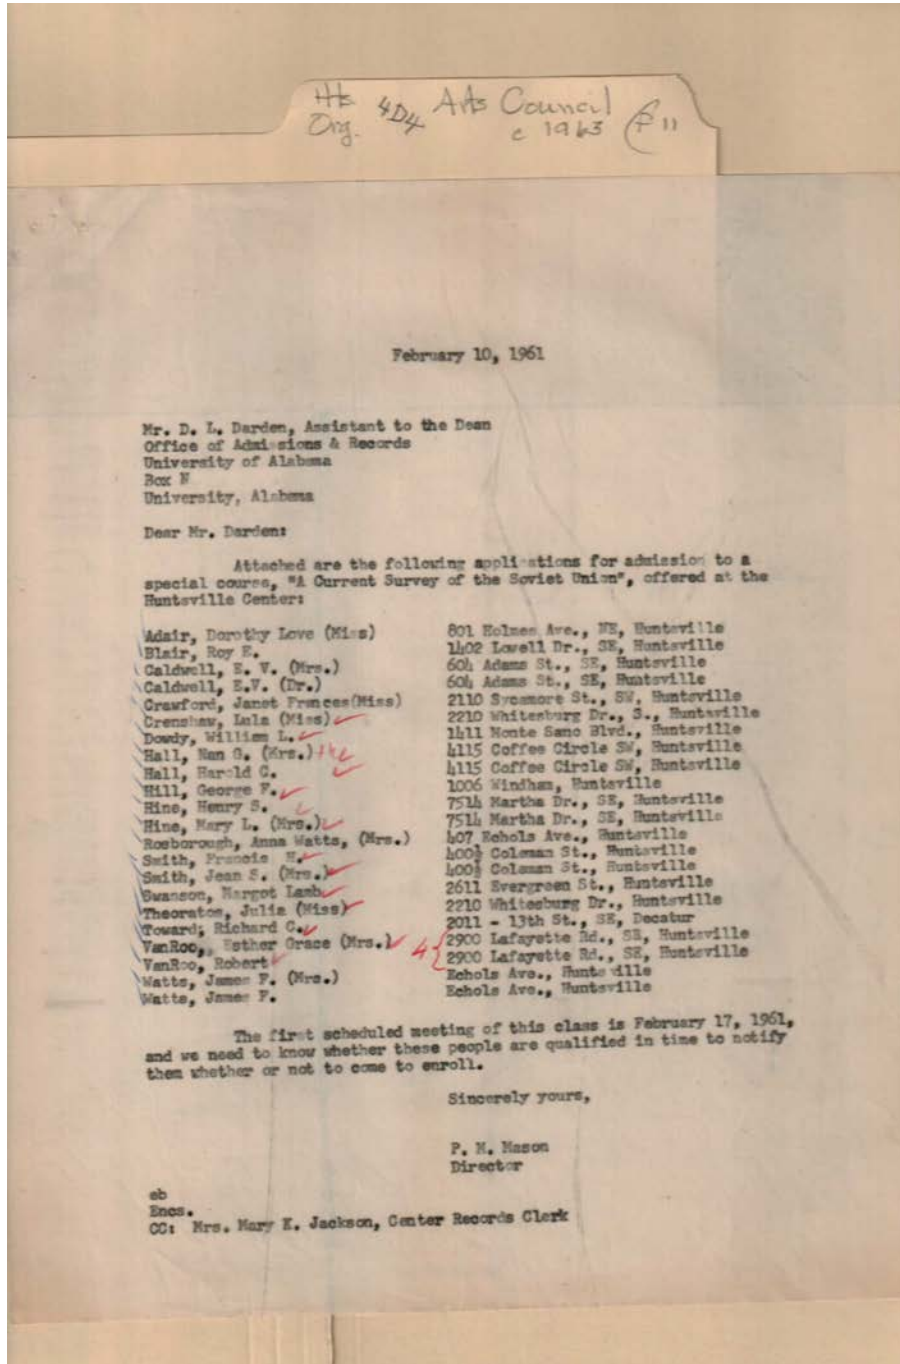 Hts Arts Council
Org. 4D4 c 1963
February 10, 1961
Mr. D. L. Darden, Assistant to the Dean
Office of Admissions & Records
University of Alabama
Box N
University, Alabama
Dear Mr. Darden:
Attached are the following applications for admission to a
special course, "A Current Survey of the Soviet Union", offered at the
Huntsville Center:
Adair, Dorothy Love (Miss) 801 Holmes Ave., NE, Huntsville
Blair, Roy E. 1402 Lowell Dr., SE, Huntsville
Caldwell, E. V. (Mrs.) 604 Adams St., SE, Huntsville
Caldwell, E.V. (Dr.) 604 Adams St., SE, Huntsville
Crawford, Janet Frances(Miss) 2110 Sycamore St., SW, Huntsville
Crenshaw, Lula (Miss) 2210 Whitesburg Dr., S., Huntsville
Dowdy, William L. 1411 Monte Sano Blvd., Huntsville
Hall, Nan G. (Mrs.) 4115 Coffee Circle SW, Huntsville
Hall, Harold C. 4115 Coffee Circle SW, Huntsville
Hill, George F. 1006 Windham, Huntsville
Hine, Henry S. 7514 Martha Dr., SE, Huntsville
Hine, Mary L. (Mrs.) 7514 Martha Dr., SE, Huntsville
Rosborough, Anna Watts, (Mrs.) 407 Echols Ave., Huntsville
Smith, Francis H. 400½ Coleman St., Huntsville
Smith, Jean S. (Mrs.) 400½ Coleman St., Huntsville
Swanson, Margot Lamb 2611 Evergreen St., Huntsville
Theoratos, Julia (Miss) 2210 Whitesburg Dr., Huntsville
Toward; Richard C. 2011 - 13th St., SE, Decatur
VanRoo,, Esther Grace (Mrs.) 4 { 2900 Lafayette Rd., SE, Huntsville
VanRoo, Robert 2900 Lafayette Rd., SE, Huntsville
Watts, James F. (Mrs.) Echols Ave., Huntsville
Watts, James F. Echols Ave., Huntsville
The first scheduled meeting of this class is February 17, 1961,
and we need to know whether these people are qualified in time to notify
them whether or not to come to enroll.
Sincerely yours,
P. M. Mason
Director
eb
Encs.
CC: Mrs. Mary K. Jackson, Center Records Clerk